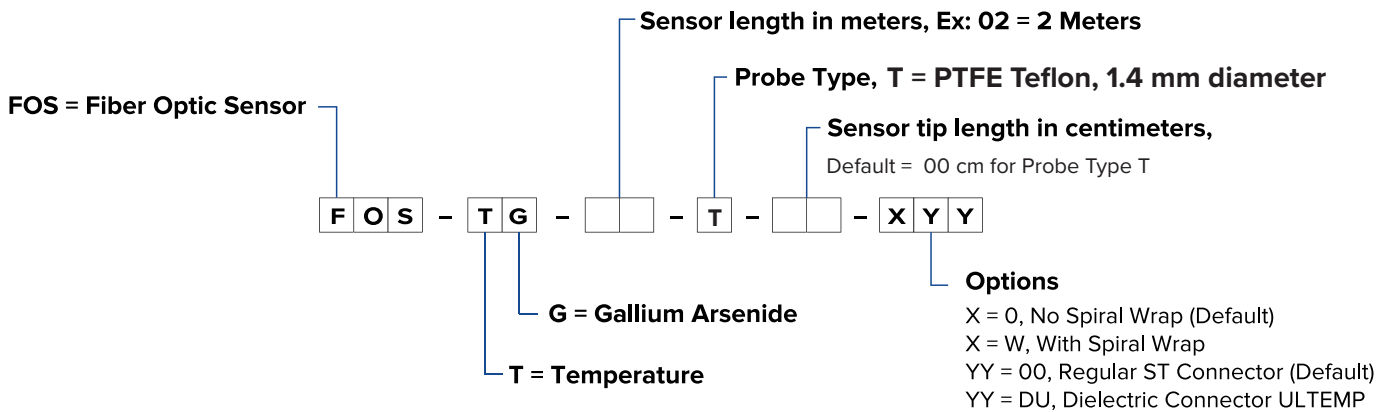 Sensor length in meters, Ex: 02 = 2 Meters
Probe Type, T = PTFE Teflon, 1.4 mm diameter
FOS = Fiber Optic Sensor
Sensor tip length in centimeters,
Default = 00 cm for Probe Type T
F O S – T G – – T – – X Y Y
Options
G = Gallium Arsenide
X = 0, No Spiral Wrap (Default)
X = W, With Spiral Wrap
T = Temperature
YY = 00, Regular ST Connector (Default)
YY = DU, Dielectric Connector ULTEMP